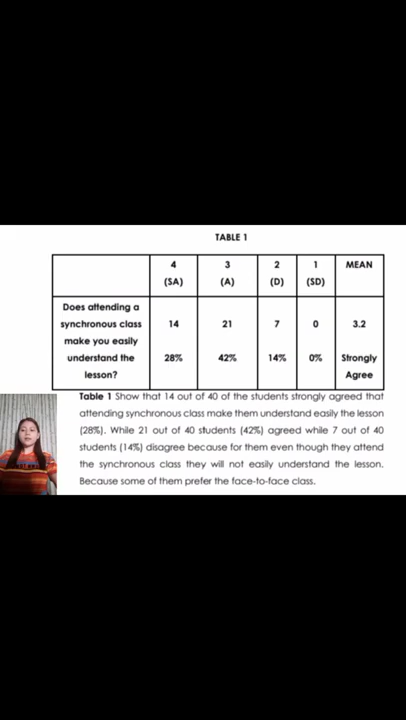 TABLE 1
4 3 2 1 MEAN
(SA) (A) (D) (SD)
Does attending a
synchronous class 14 21 7 0 3.2
make you easily
understand the 28% 42% 14% 0% Strongly
lesson? Agree
Table 1 Show that 14 out of 40 of the students strongly agreed that
attending synchronous class make them understand easily the lesson
(28%). While 21 out of 40 students (42%) agreed while 7 out of 40
students (14%) disagree because for them even though they attend
the synchronous class they will not easily understand the lesson.
Because some of them prefer the face-to-face class.